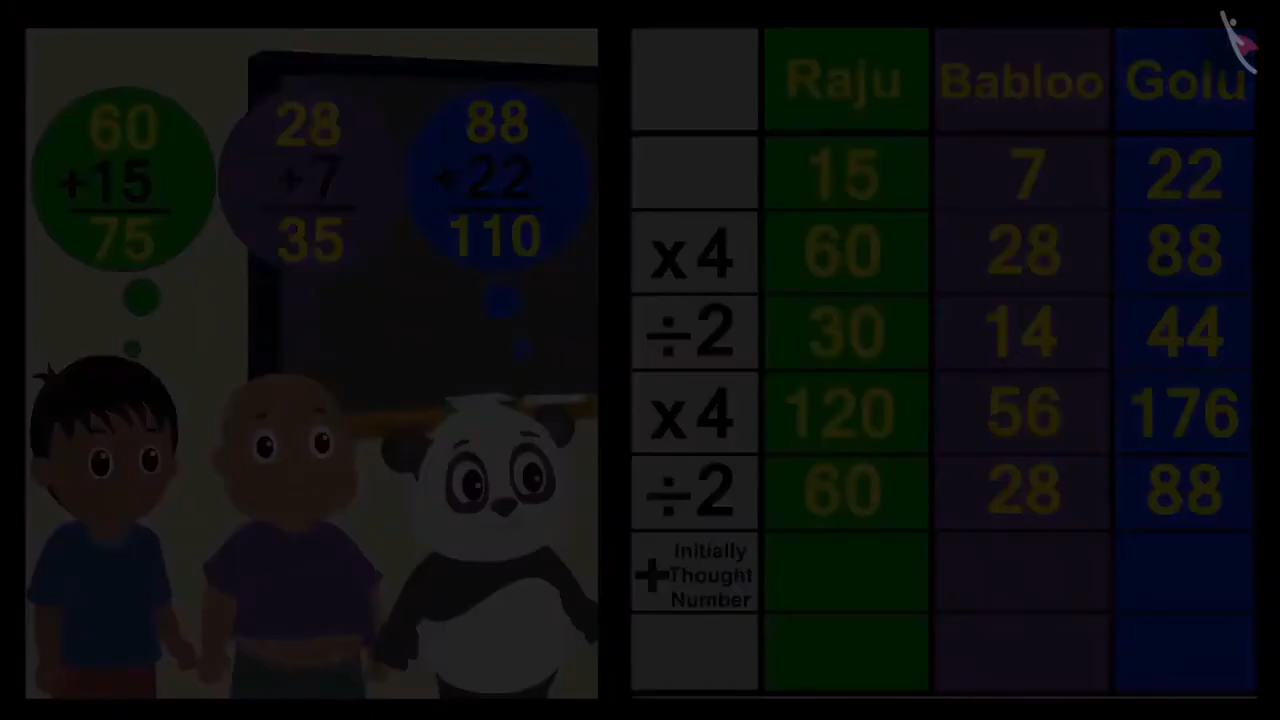 60
+15
75
28
+7
35
88
+22
110
Raju Babloo Golu
15 7 22
x4 60 28 88
÷2 30 14 44
x4 120 56 176
÷2 60 28 88
+ Initially
Thought
Number